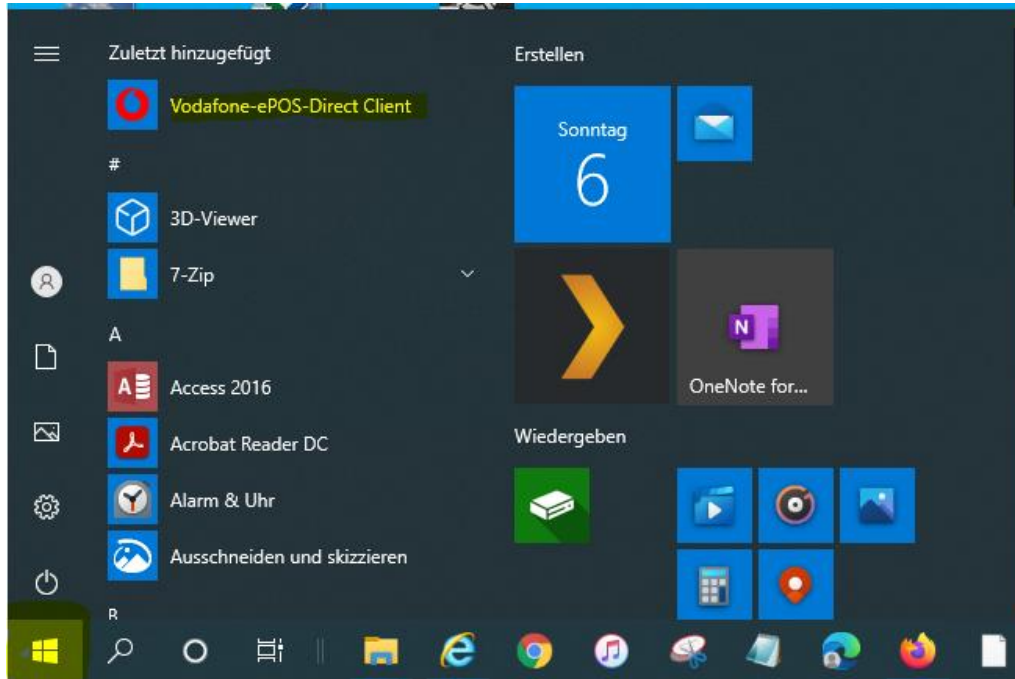 Zuletzt hinzugefügt
Vodafone-ePOS-Direct Client
#
3D-Viewer
7-Zip
A
Access 2016
Acrobat Reader DC
Alarm & Uhr
Ausschneiden und skizzieren
B
Erstellen
Sonntag
6
OneNote for...
Wiedergeben